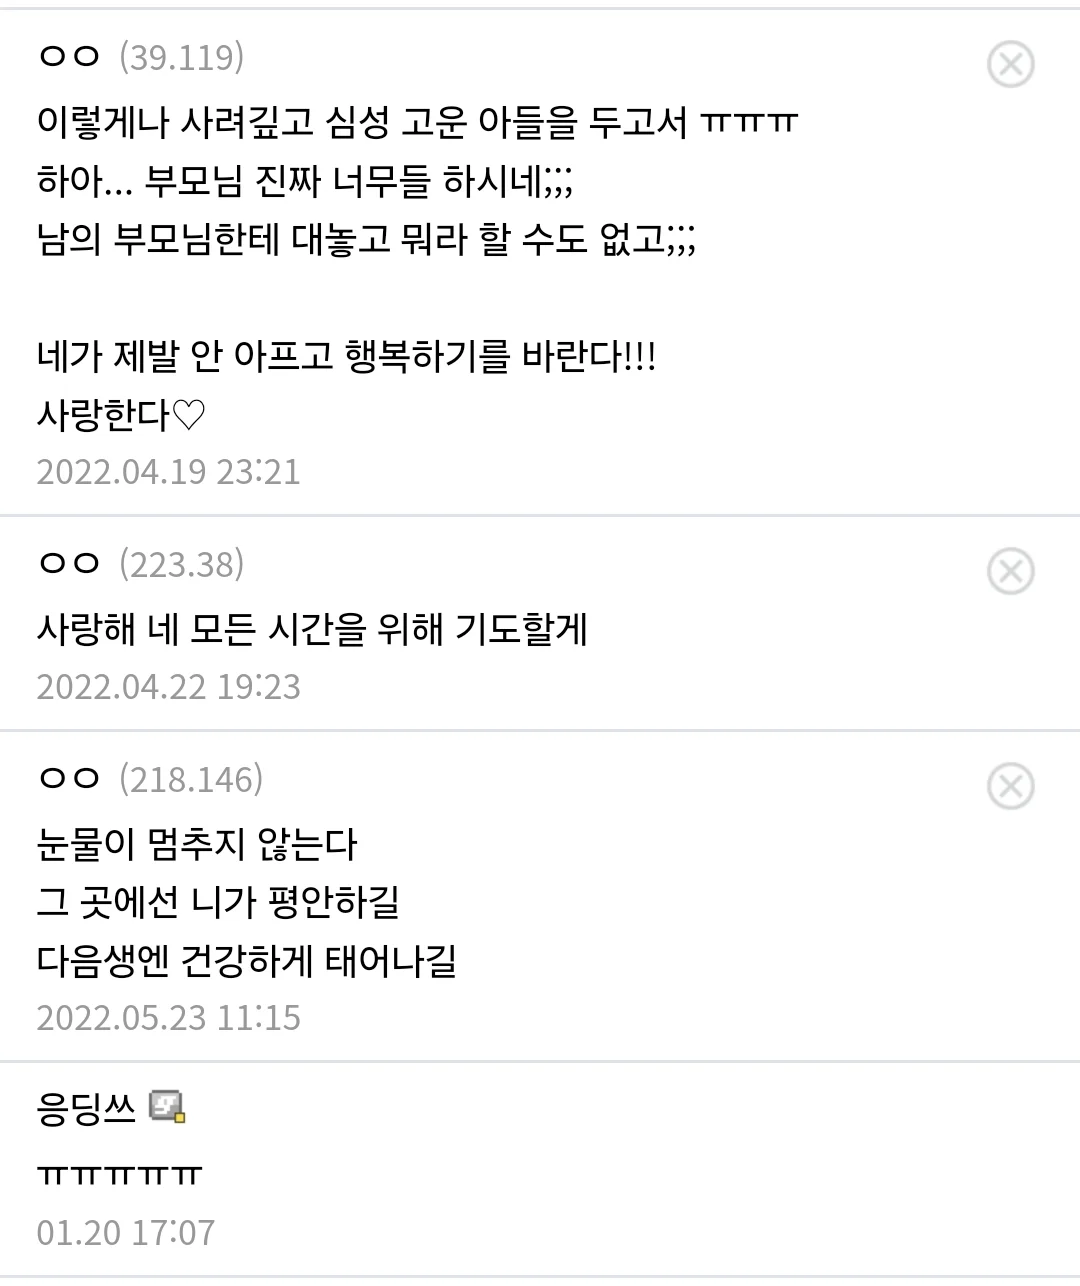 ㅇㅇ (39.119)
이렇게나 사려깊고 심성 고운 아들을 두고서 ㅠㅠㅠ
하아... 부모님 진짜 너무들 하시네;;;
남의 부모님한테 대놓고 뭐라 할 수도 없고;;;
네가 제발 안 아프고 행복하기를 바란다!!!
사랑한다♡
2022.04.19 23:21
ㅇㅇ (223.38)
사랑해 네 모든 시간을 위해 기도할게
2022.04.22 19:23
ㅇㅇ (218.146)
눈물이 멈추지 않는다
그 곳에선 니가 평안하길
다음생엔 건강하게 태어나길
2022.05.23 11:15
응딩쓰
ㅠㅠㅠㅠㅠ
01.20 17:07